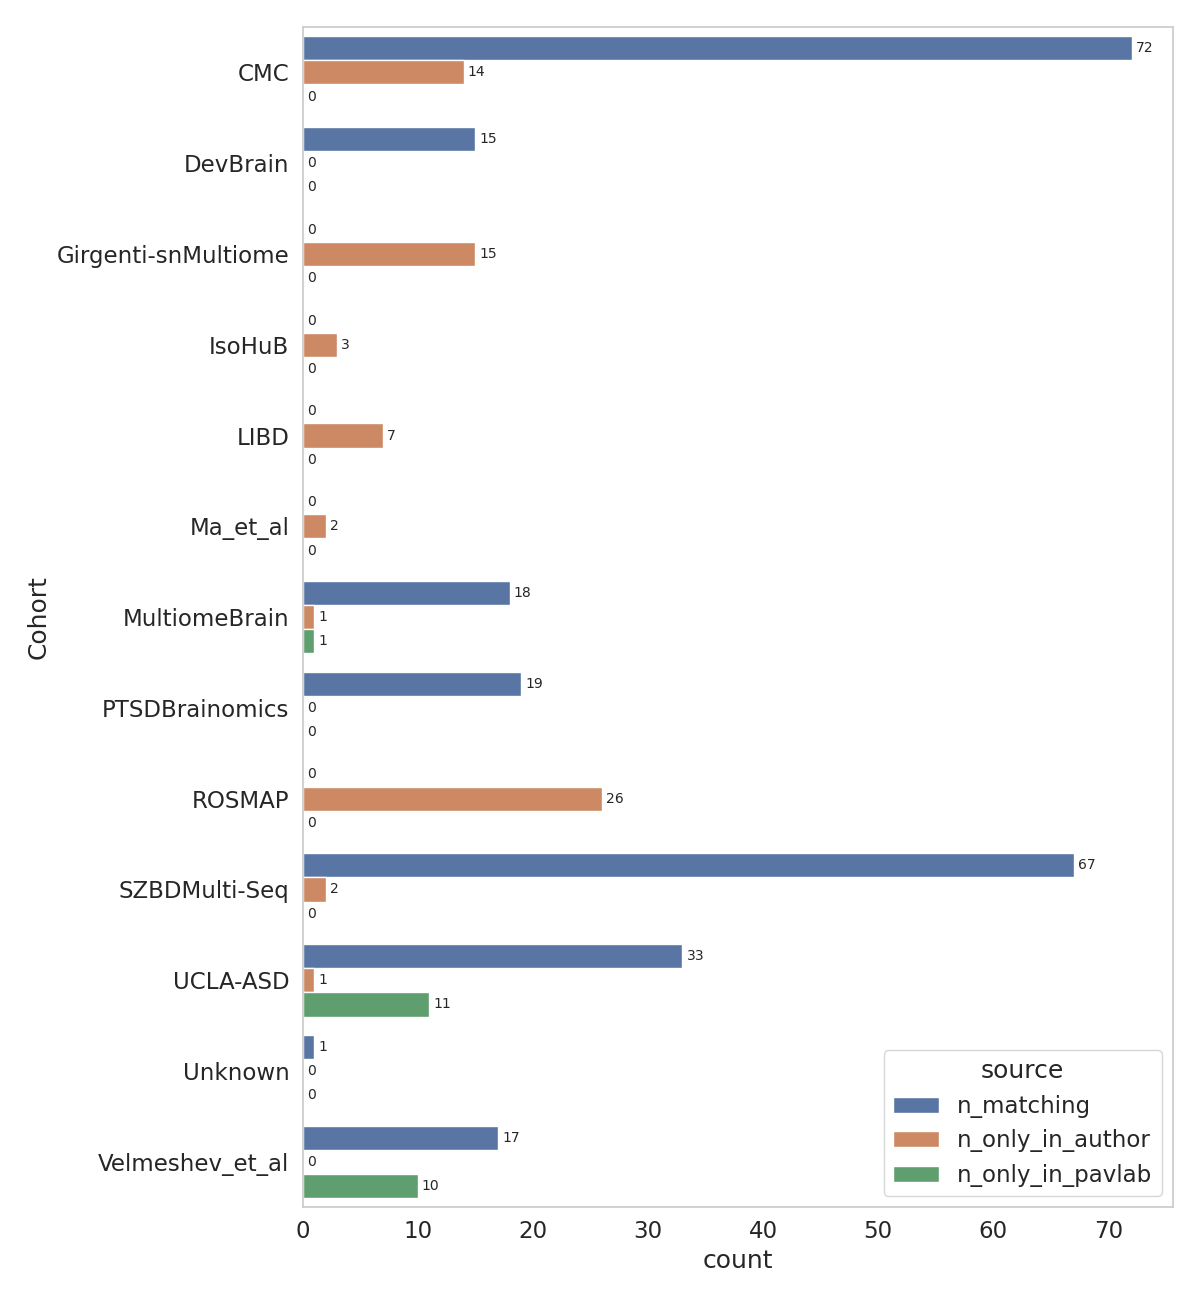 CMC
72
14
0
DevBrain
15
0
0
Girgenti-snMultiome
0
15
0
IsoHuB
0
3
0
LIBD
0
7
0
Ma_et_al
0
2
0
MultiomeBrain
18
1
1
PTSDBrainomics
19
0
0
ROSMAP
0
26
0
SZBDMulti-Seq
67
2
0
UCLA-ASD
33
1
11
Unknown
1
0
0
Velmeshev_et_al
17
0
10
Cohort
source
n_matching
n_only_in_author
n_only_in_pavlab
0 10 20 30 40 50 60 70
count